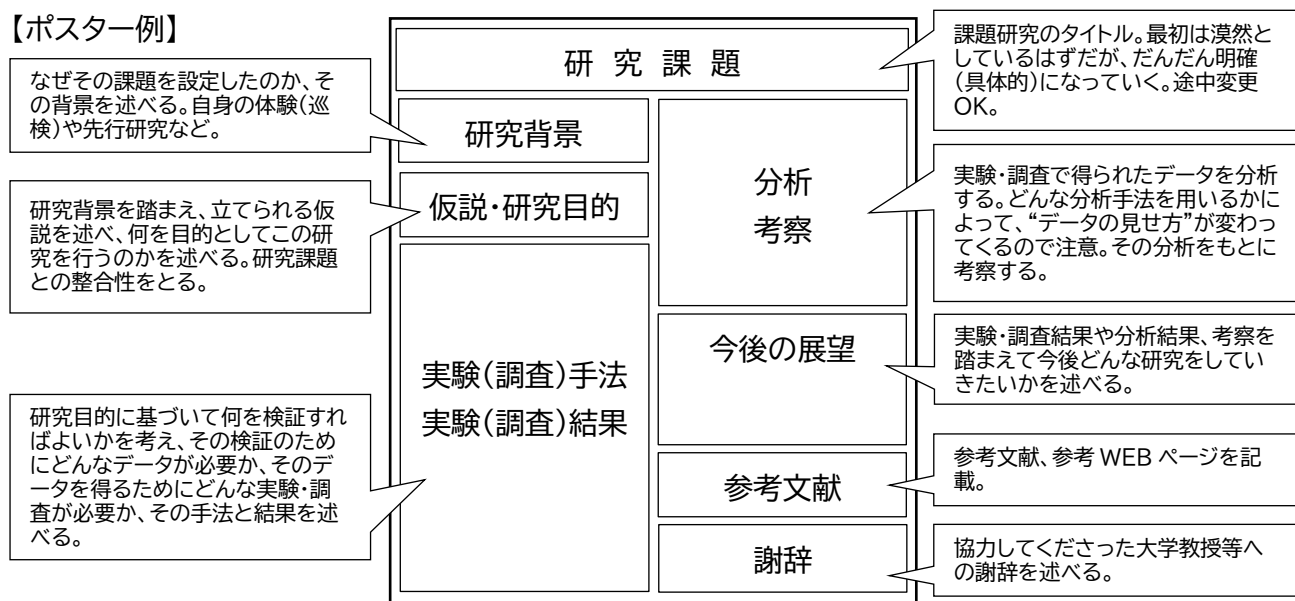 【ポスター例】
研究課題
課題研究のタイトル。最初は漠然と
しているはずだが、だんだん明確
(具体的)になっていく。途中変更
OK。
なぜその課題を設定したのか、そ
の背景を述べる。自身の体験(巡
検)や先行研究など。
研究背景
研究背景を踏まえ、立てられる仮
説を述べ、何を目的としてこの研
究を行うのかを述べる。研究課題
との整合性をとる。
仮説・研究目的
研究目的に基づいて何を検証すれ
ばよいかを考え、その検証のため
にどんなデータが必要か、そのデ
ータを得るためにどんな実験・調
査が必要か、その手法と結果を述
べる。
実験(調査)手法
実験(調査)結果
分析
考察
実験・調査で得られたデータを分析
する。どんな分析手法を用いるか
によって、“データの見せ方”が変わっ
てくるので注意。その分析をもとに
考察する。
今後の展望
実験・調査結果や分析結果、考察を
踏まえて今後どんな研究をしてい
きたいかを述べる。
参考文献
参考文献、参考 WEB ページを記
載。
謝辞
協力してくださった大学教授等へ
の謝辞を述べる。